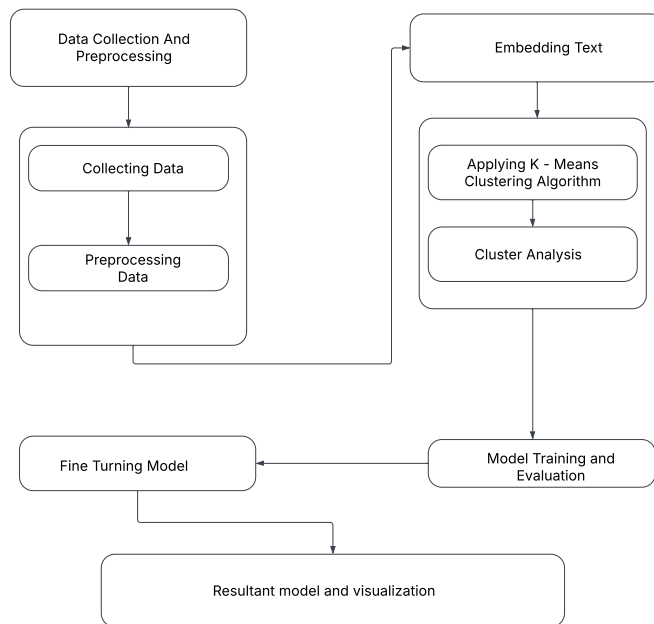 Data Collection And
Preprocessing
Collecting Data
Preprocessing
Data
Embedding Text
Applying K - Means
Clustering Algorithm
Cluster Analysis
Model Training and
Evaluation
Fine Turning Model
Resultant model and visualization